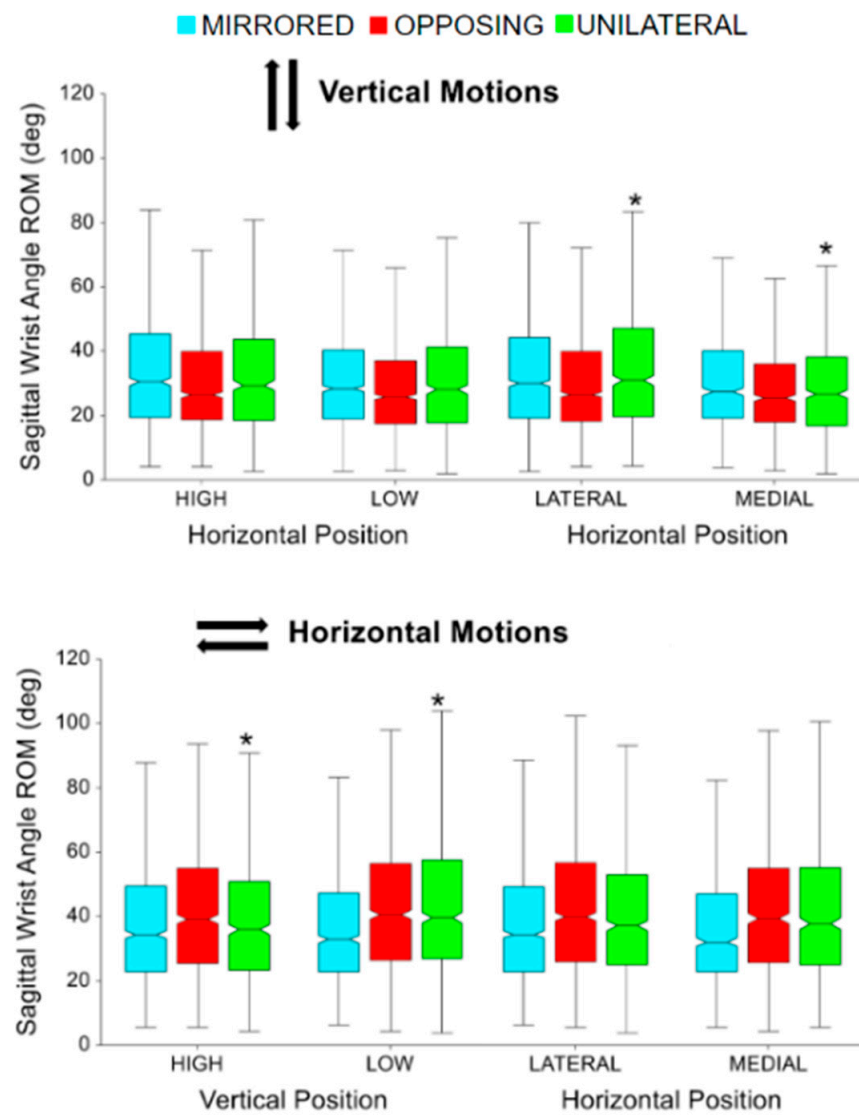 MIRRORED OPPOSING UNILATERAL
Vertical Motions
Sagittal Wrist Angle ROM (deg)
120
100
80
60
40
20
0
*
*
HIGH LOW LATERAL MEDIAL
Horizontal Position Horizontal Position
Horizontal Motions
Sagittal Wrist Angle ROM (deg)
120
100
80
60
40
20
0
*
*
HIGH LOW LATERAL MEDIAL
Vertical Position Horizontal Position